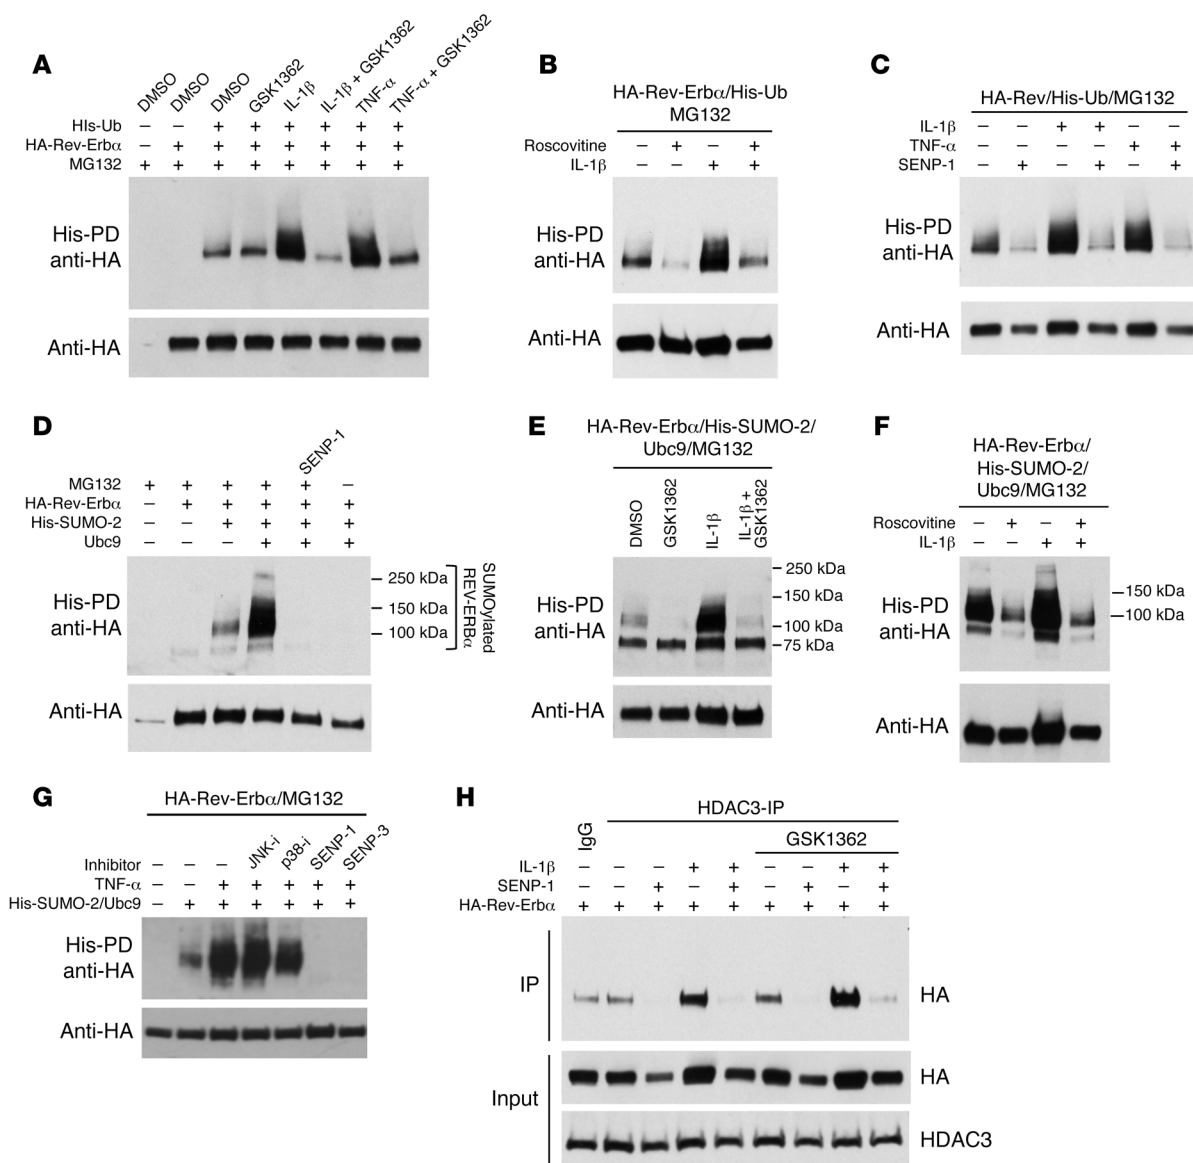 A
DMSO
DMSO
DMSO
GSK1362
IL-1β
IL-1β + GSK1362
TNF-α
TNF-α + GSK1362
HIs-Ub – – + + + + + +
HA-Rev-Erbα – + + + + + + +
MG132 + + + + + + + +
His-PD
anti-HA
Anti-HA
B
HA-Rev-Erbα/His-Ub
MG132
Roscovitine – + – +
IL-1β – – + +
His-PD
anti-HA
Anti-HA
C
HA-Rev/His-Ub/MG132
IL-1β – – + + – –
TNF-α – – – – + +
SENP-1 – + – + – +
His-PD
anti-HA
Anti-HA
D
SENP-1
MG132 + + + + + –
HA-Rev-Erbα – + + + + +
His-SUMO-2 – – + + + +
Ubc9 – – – + + +
His-PD
anti-HA
250 kDa
150 kDa
100 kDa
SUMOylated
REV-ERBα
Anti-HA
E
HA-Rev-Erbα/His-SUMO-2/
Ubc9/MG132
DMSO
GSK1362
IL-1β
IL-1β +
GSK1362
His-PD
anti-HA
250 kDa
150 kDa
100 kDa
75 kDa
Anti-HA
F
HA-Rev-Erbα/
His-SUMO-2/
Ubc9/MG132
Roscovitine – + – +
IL-1β – – + +
His-PD
anti-HA
150 kDa
100 kDa
Anti-HA
G
HA-Rev-Erbα/MG132
Inhibitor – – – JNK-i p38-i SENP-1 SENP-3
TNF-α – – + + + + +
His-SUMO-2/Ubc9 – + + + + + +
His-PD
anti-HA
Anti-HA
H
HDAC3-IP
IgG
GSK1362
IL-1β – – – + + – – + +
SENP-1 – – + – + – + – +
HA-Rev-Erbα + + + + + + + + +
IP
HA
Input
HA
HDAC3